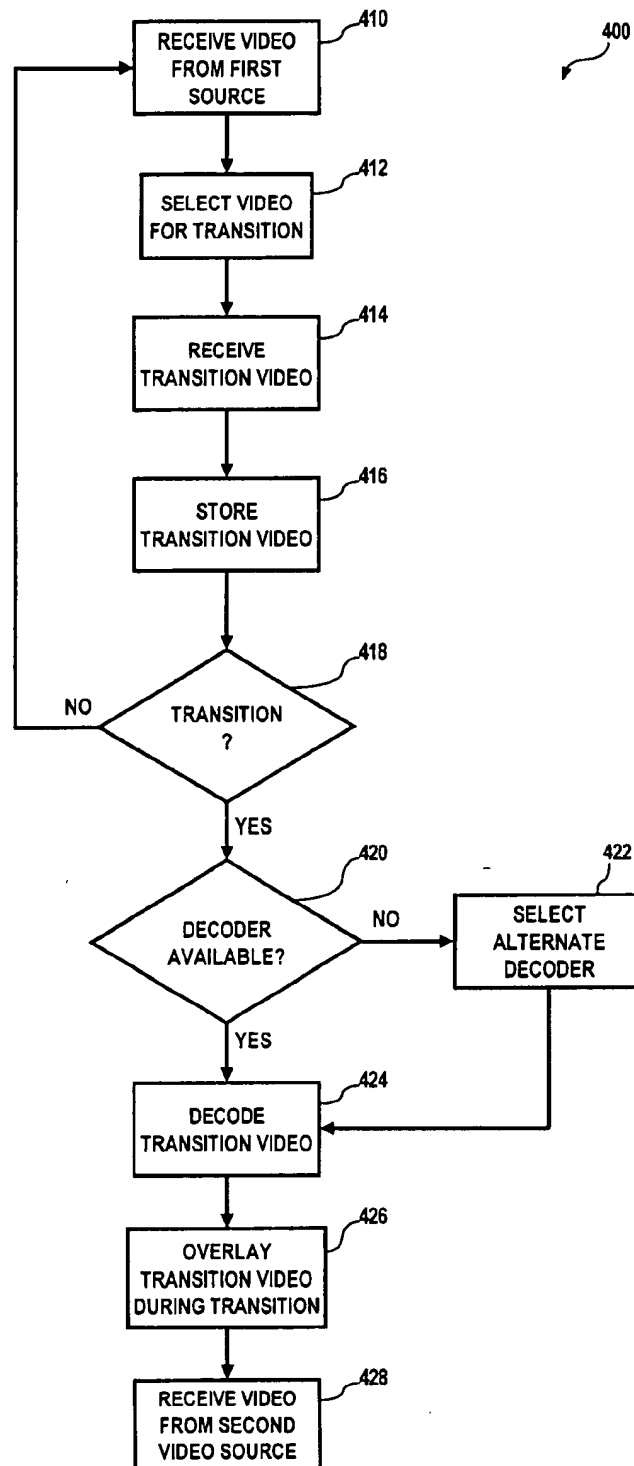 410
400
RECEIVE VIDEO
FROM FIRST
SOURCE
412
SELECT VIDEO
FOR TRANSITION
414
RECEIVE
TRANSITION VIDEO
416
STORE
TRANSITION VIDEO
418
NO
TRANSITION
?
YES
420
422
DECODER
AVAILABLE?
NO
SELECT
ALTERNATE
DECODER
YES
424
DECODE
TRANSITION VIDEO
426
OVERLAY
TRANSITION VIDEO
DURING TRANSITION
428
RECEIVE VIDEO
FROM SECOND
VIDEO SOURCE